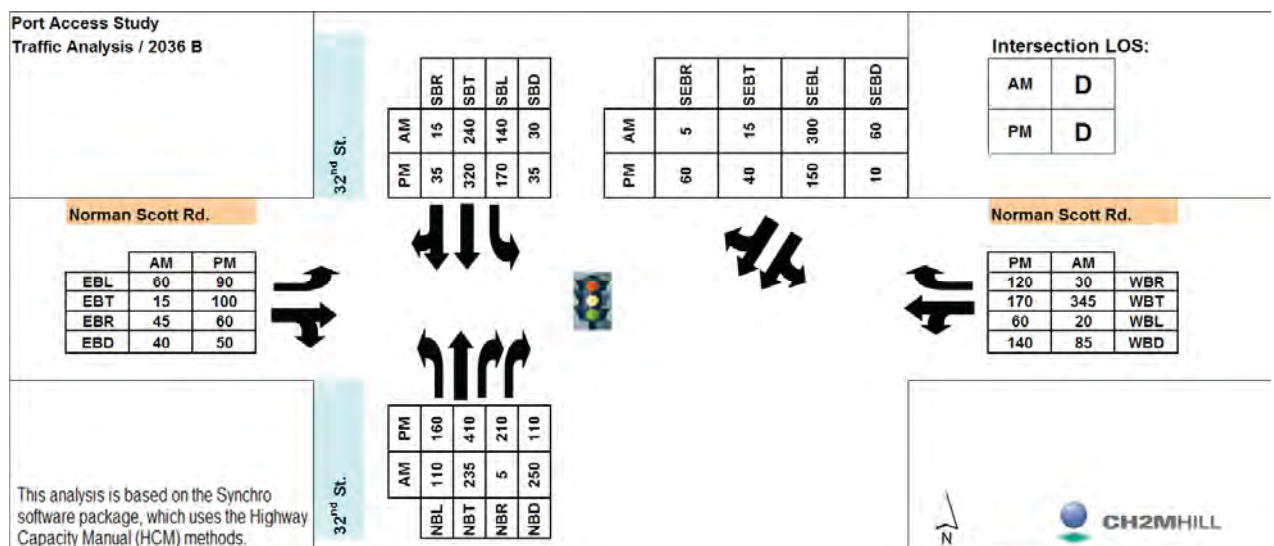 Port Access Study
Traffic Analysis / 2036 B
32nd St.
SBR SBT SBL SBD
AM 15 240 140 30
PM 35 320 170 35
SEBR SEBT SEBL SEBD
AM 5 15 300 60
PM 60 40 150 10
Intersection LOS:
AM D
PM D
Norman Scott Rd.
AM PM
EBL 60 90
EBT 15 100
EBR 45 60
EBD 40 50
Norman Scott Rd.
PM AM
120 30 WBR
170 345 WBT
60 20 WBL
140 85 WBD
32nd St.
PM 160 410 210 110
AM 110 235 5 250
NBL NBT NBR NBD
This analysis is based on the Synchro
software package, which uses the Highway
Capacity Manual (HCM) methods.
N
CH2MHILL